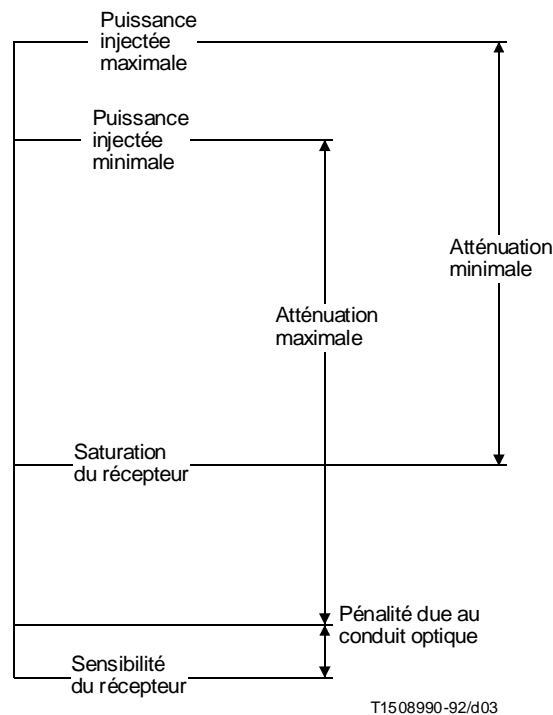 Puissance
injectée
maximale
Puissance
injectée
minimale
Atténuation
minimale
Atténuation
maximale
Saturation
du récepteur
Pénalité due au
conduit optique
Sensibilité
du récepteur
T1508990-92/d03